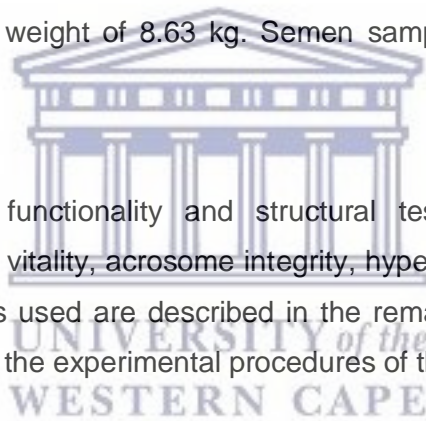 weight of 8.63 kg. Semen samp
functionality and structural tes
vitality, acrosome integrity, hype
s used are described in the rema
UNIVERSITY of the
the experimental procedures of t
WESTERN CAPE